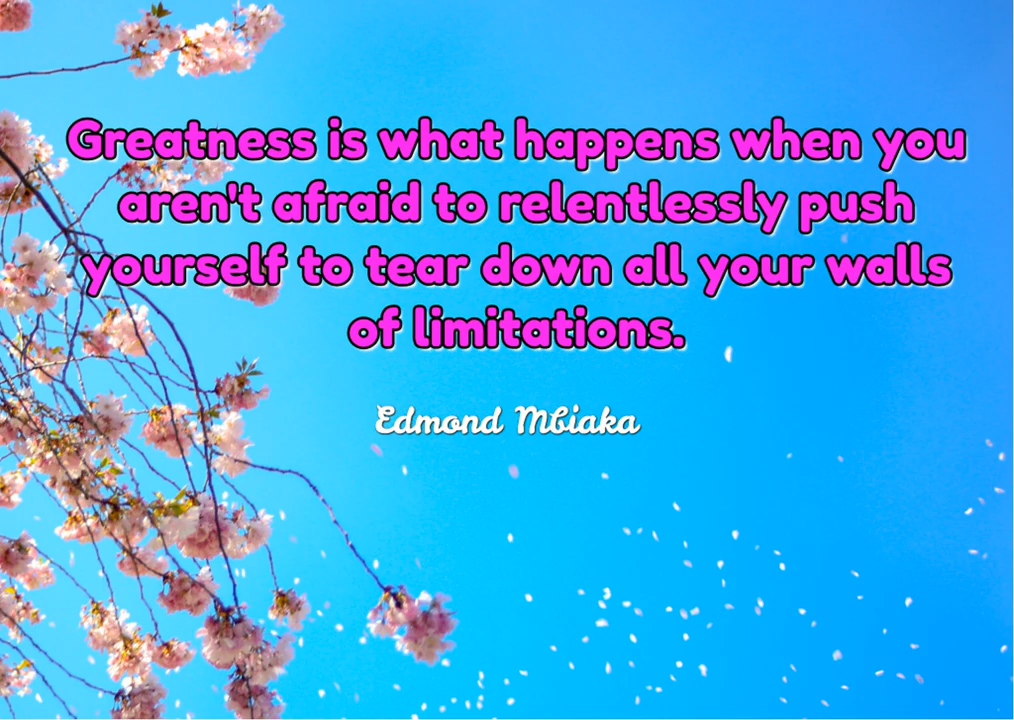 Greatness is what happens when you
aren't afraid to relentlessly push
yourself to tear down all your walls
of limitations.
Edmond Mbiaka